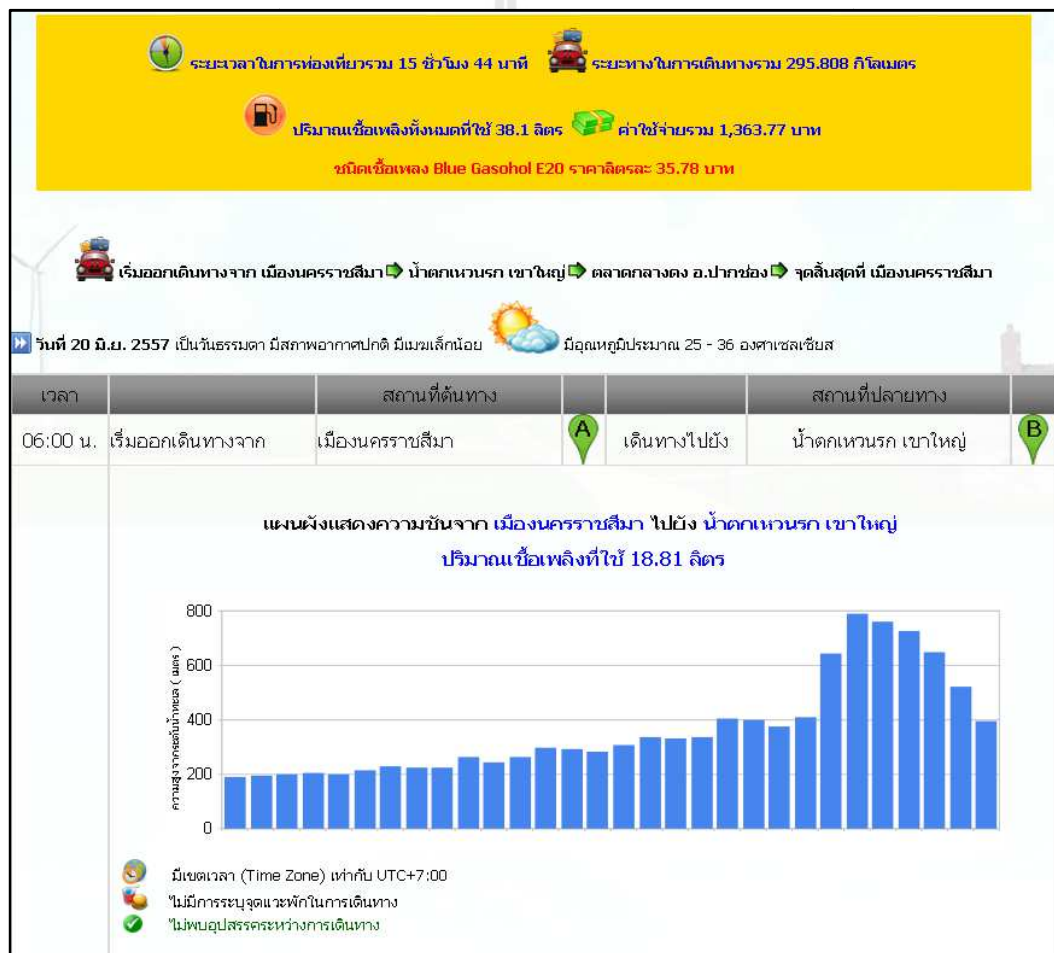 ระยะเวลาในการท่องเที่ยวรวม 15 ชั่วโมง 44 นาที ระยะทางในการเดินทางรวม 295.808 กิโลเมตร
ปริมาณเชื้อเพลิงทั้งหมดที่ใช้ 38.1 ลิตร ค่าใช้จ่ายรวม 1,363.77 บาท
ชนิดเชื้อเพลง Blue Gasohol E20 ราคาลิตรละ 35.78 บาท
เริ่มออกเดินทางจาก เมืองนครราชสีมา น้ำตกเหวนรก เขาใหญ่ ตลาดกลางดง อ.ปากช่อง จุดสิ้นสุดที่ เมืองนครราชสีมา
วันที่ 20 มิ.ย. 2557 เป็นวันธรรมดา มีสภาพอากาศปกติ มีเมฆเล็กน้อย มีอุณหภูมิประมาณ 25 - 36 องศาเซลเซียส
เวลา สถานที่ต้นทาง สถานที่ปลายทาง
06:00 น. เริ่มออกเดินทางจาก เมืองนครราชสีมา A เดินทางไปยัง น้ำตกเหวนรก เขาใหญ่ B
แผนผังแสดงความชันจาก เมืองนครราชสีมา ไปยัง น้ำตกเหวนรก เขาใหญ่
ปริมาณเชื้อเพลิงที่ใช้ 18.81 ลิตร
ความสูงจากระดับน้ำทะเล ( เมตร )
800
600
400
200
0
มีเขตเวลา (Time Zone) เท่ากับ UTC+7:00
ไม่มีการระบุจุดแวะพักในการเดินทาง
ไม่พบอุปสรรคระหว่างการเดินทาง